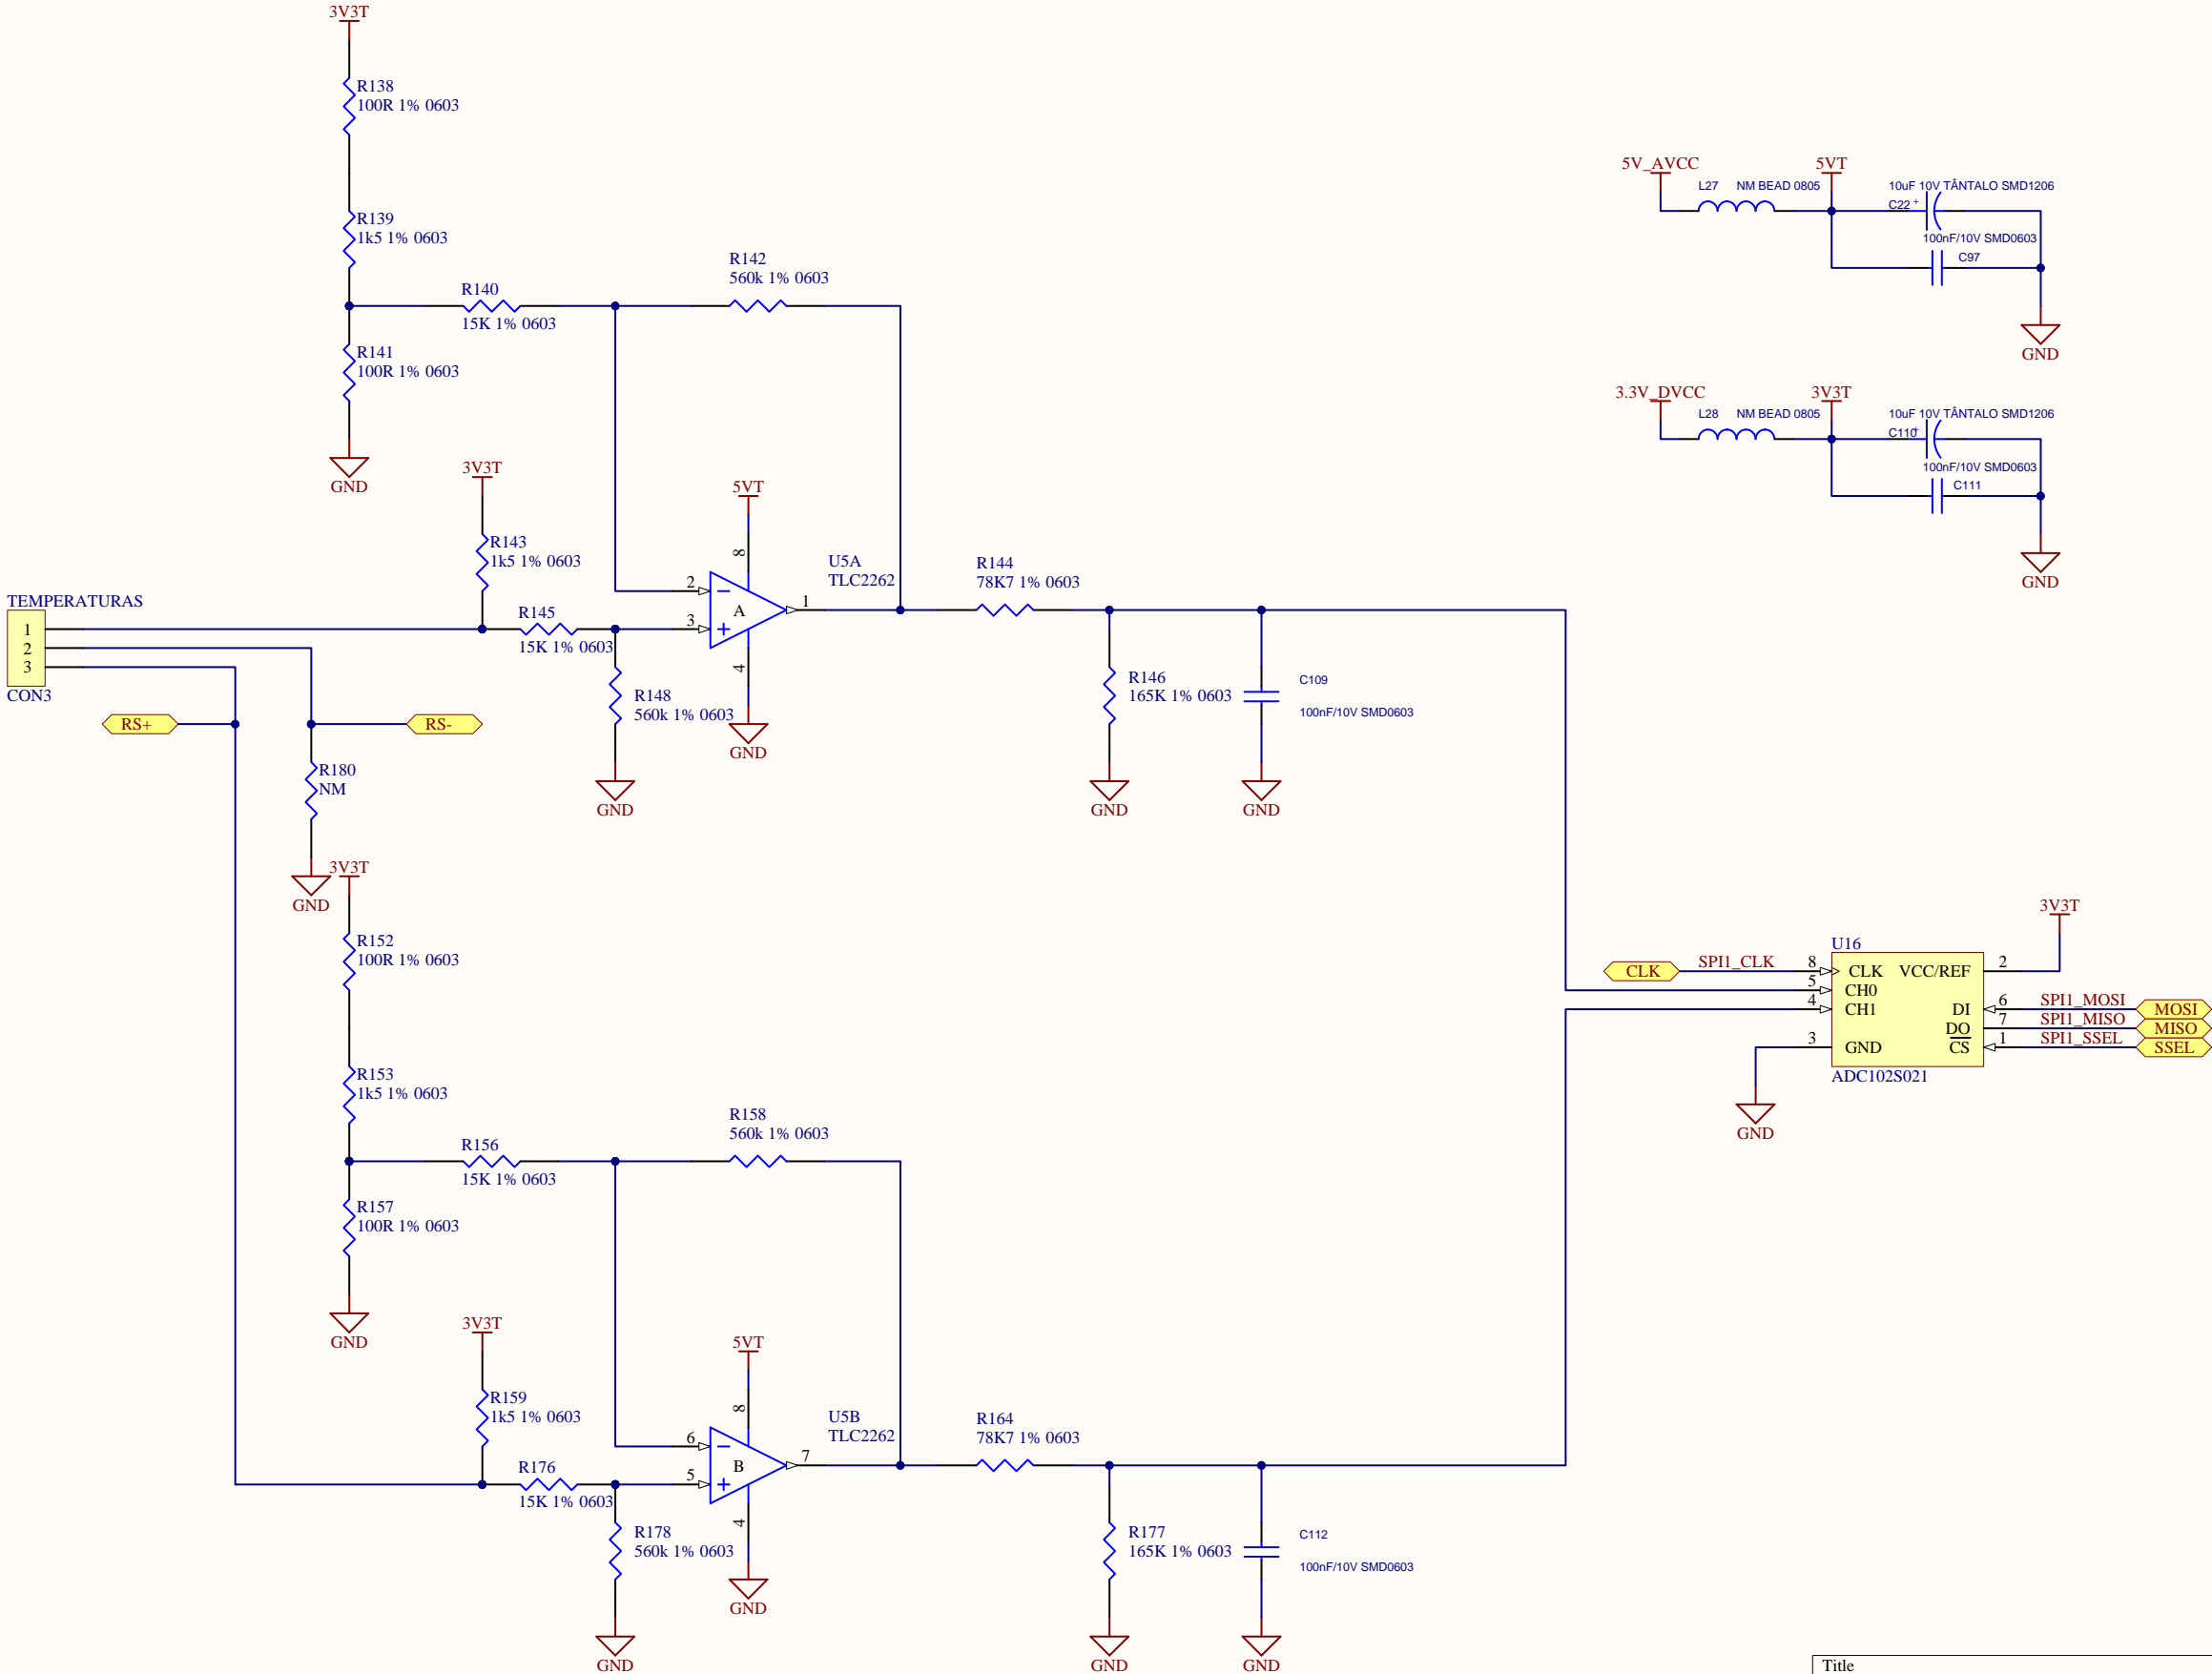 3V3T
R138
100R 1% 0603
R139
1k5 1% 0603
R140
15K 1% 0603
R142
560k 1% 0603
R141
100R 1% 0603
GND
5V_AVCC
5VT
L27 NM BEAD 0805
10uF 10V TÂNTALO SMD1206
C22 +
100nF/10V SMD0603
C97
GND
3.3V_DVCC
3V3T
L28 NM BEAD 0805
10uF 10V TÂNTALO SMD1206
C110 +
100nF/10V SMD0603
C111
GND
3V3T
R143
1k5 1% 0603
5VT
8
U5A
TLC2262
2
A
1
3
4
GND
R144
78K7 1% 0603
TEMPERATURAS
1
2
3
CON3
R145
15K 1% 0603
R148
560k 1% 0603
GND
R146
165K 1% 0603
GND
C109
100nF/10V SMD0603
GND
RS+
RS-
R180
NM
GND
3V3T
R152
100R 1% 0603
R153
1k5 1% 0603
R156
15K 1% 0603
R158
560k 1% 0603
R157
100R 1% 0603
GND
3V3T
U16
CLK SPI1_CLK 8 CLK VCC/REF 2
5 CH0
4 CH1 DI 6 SPI1_MOSI MOSI
DO 7 SPI1_MISO MISO
3 GND CS 1 SPI1_SSEL SSEL
ADC102S021
GND
3V3T
R159
1k5 1% 0603
5VT
8
U5B
TLC2262
6
B
7
5
4
GND
R164
78K7 1% 0603
R176
15K 1% 0603
R178
560k 1% 0603
GND
R177
165K 1% 0603
GND
C112
100nF/10V SMD0603
GND
Title